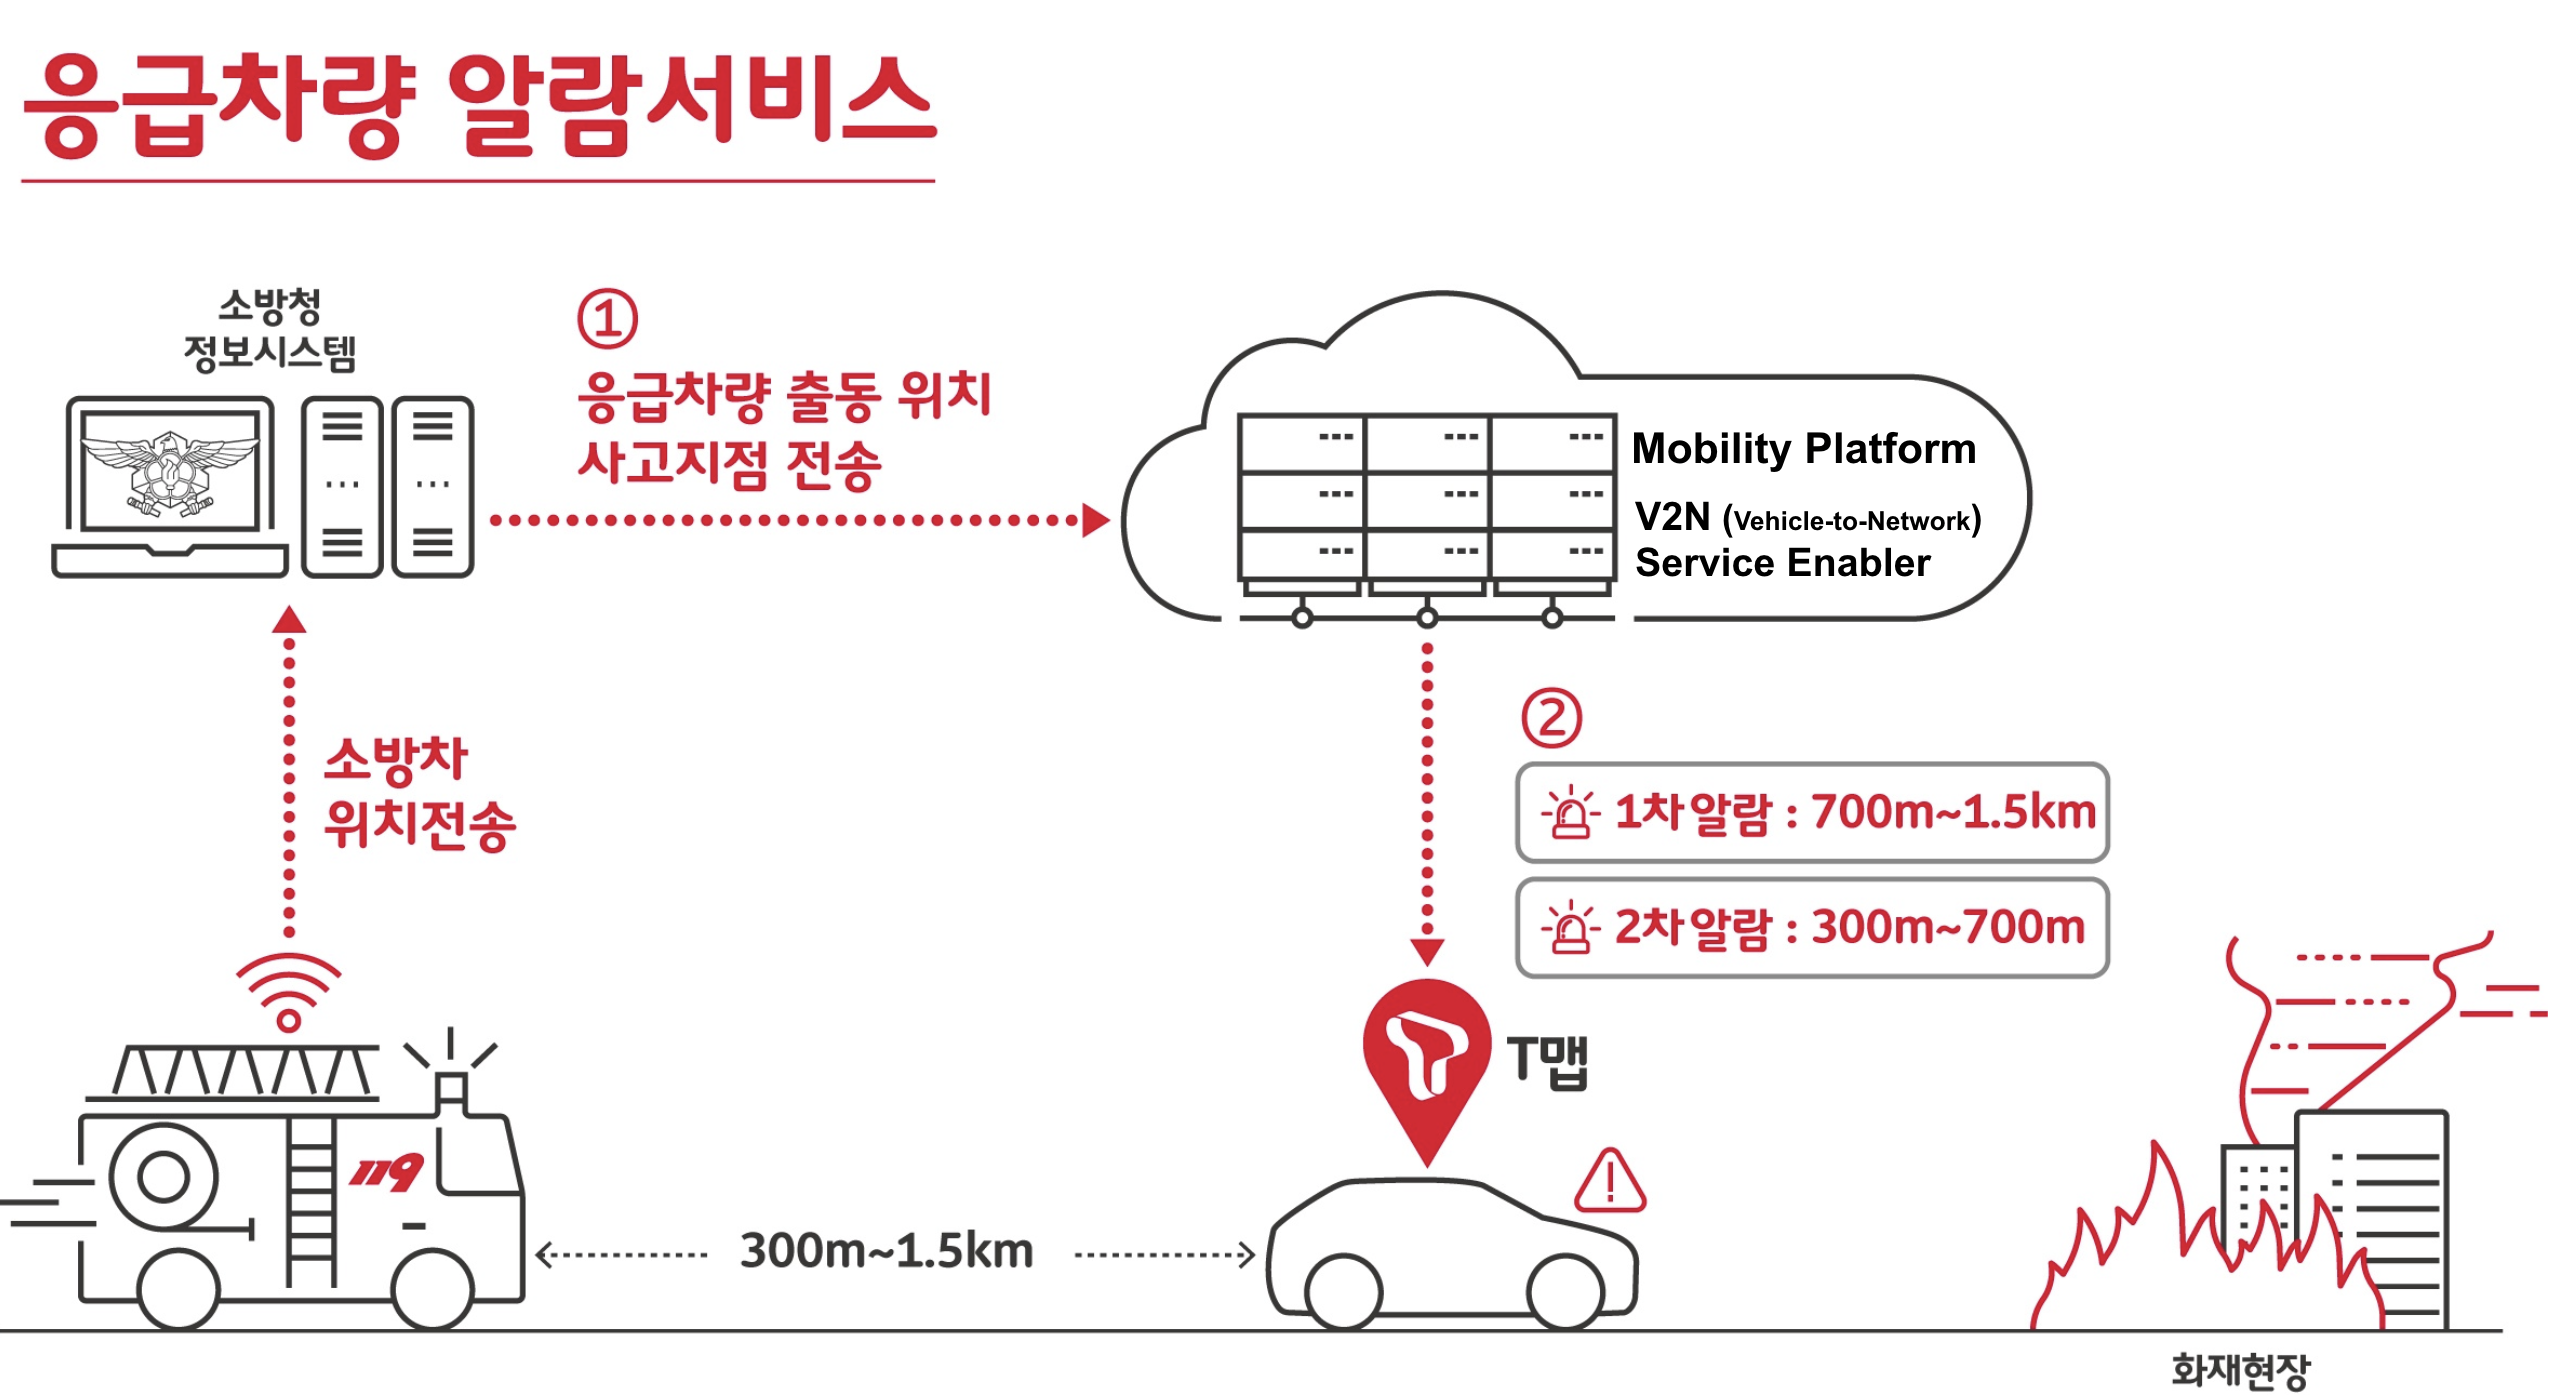 응급차량 알람서비스
소방청
정보시스템
①
응급차량 출동 위치
사고지점 전송
Mobility Platform
V2N (Vehicle-to-Network)
Service Enabler
소방차
위치전송
②
1차알람 : 700m~1.5km
2차알람 : 300m~700m
T맵
119
300m~1.5km
화재현장